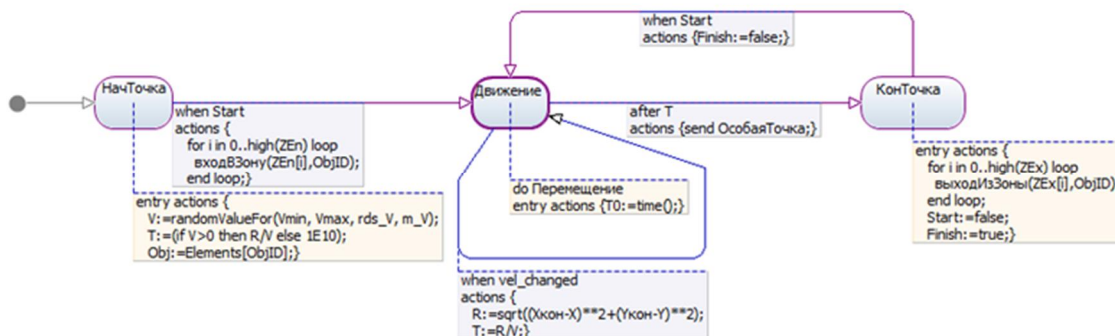 when Start
actions {Finish:=false;}
НачТочка
Движение
КонТочка
when Start
actions {
for i in 0..high(ZEn) loop
входВЗону(ZEn[i],ObjID);
end loop;}
after T
actions {send ОсобаяТочка;}
entry actions {
V:=randomValueFor(Vmin, Vmax, rds_V, m_V);
T:=(if V>0 then R/V else 1E10);
Obj:=Elements[ObjID];}
do Перемещение
entry actions {T0:=time();}
entry actions {
for i in 0..high(ZEx) loop
выходИзЗоны(ZEx[i],ObjID)
end loop;
Start:=false;
Finish:=true;}
when vel_changed
actions {
R:=sqrt((Xкон-X)**2+(Yкон-Y)**2);
T:=R/V;}